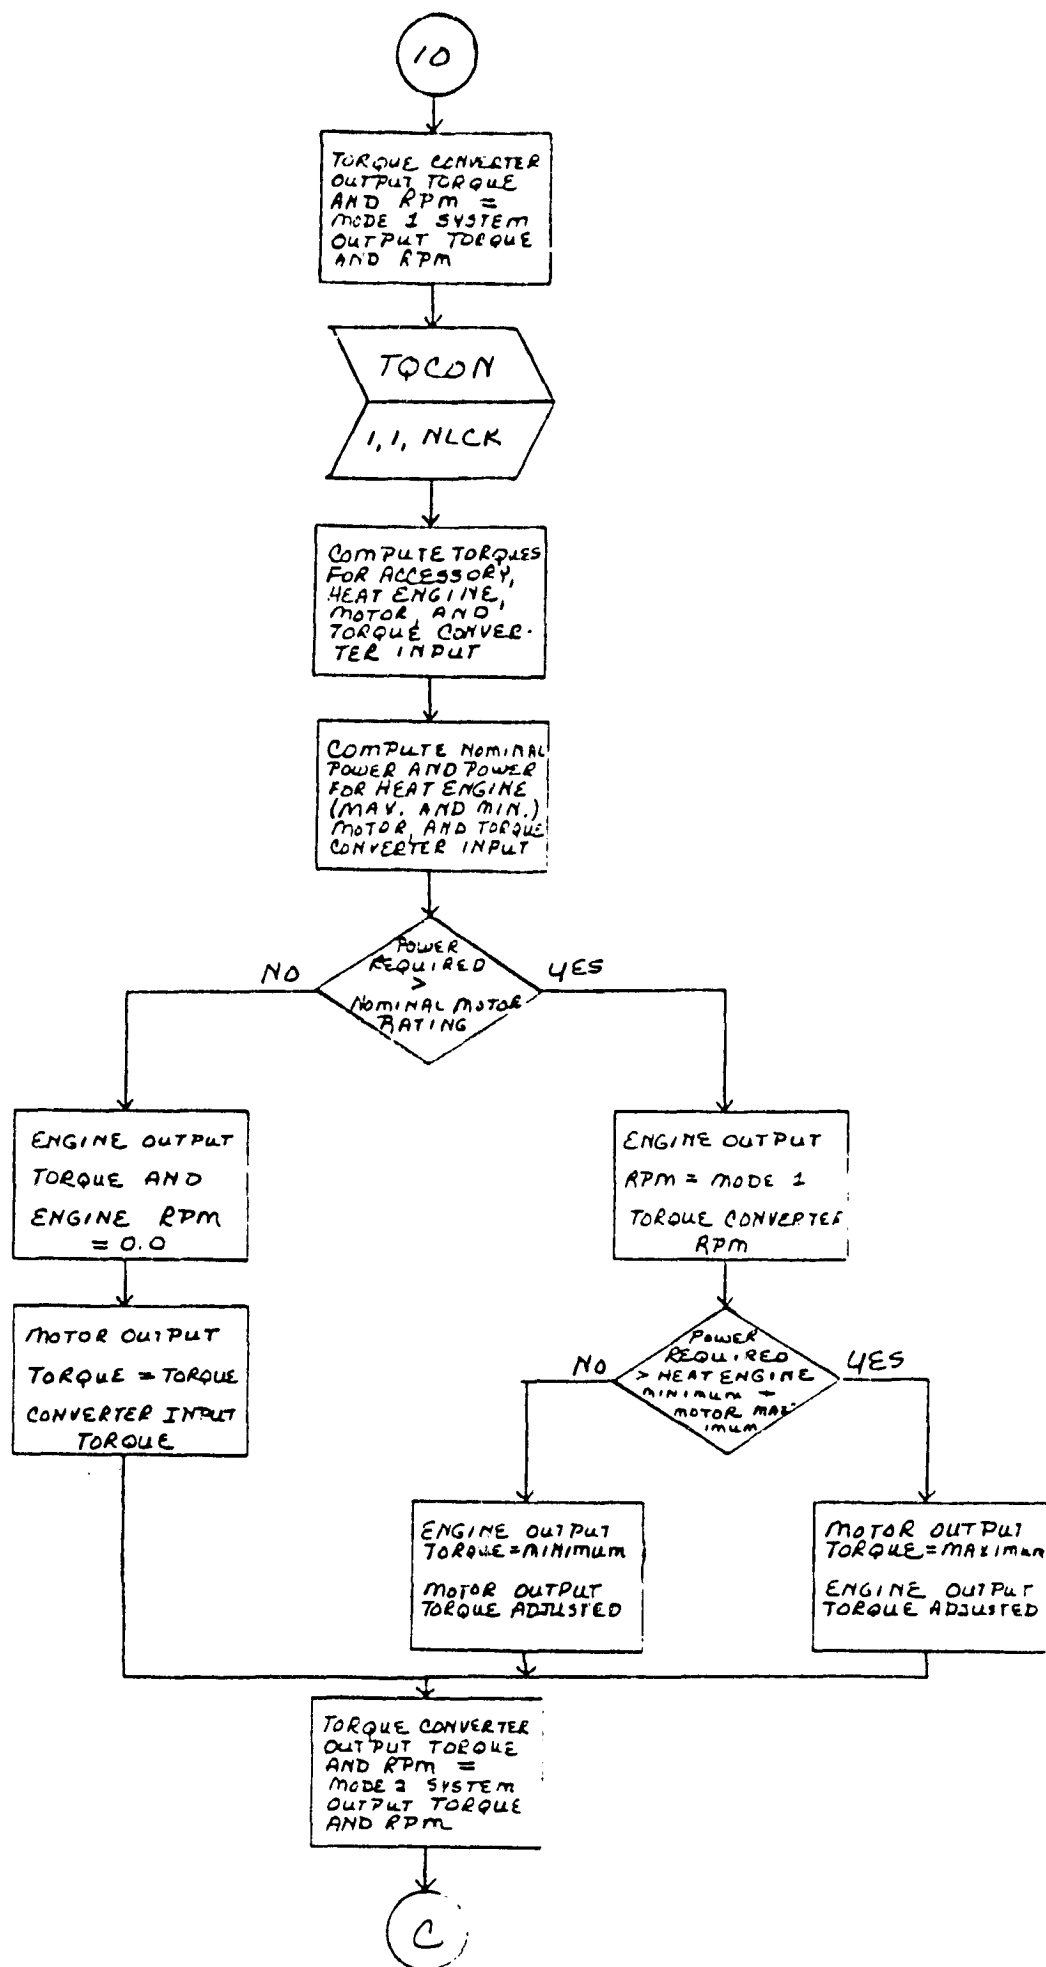 10
TORQUE CONVERTER
OUTPUT TORQUE
AND RPM =
MODE 1 SYSTEM
OUTPUT TORQUE
AND RPM
TQCON
1, 1, NLCK
COMPUTE TORQUES
FOR ACCESSORY,
HEAT ENGINE,
MOTOR, AND
TORQUE CONVER-
TER INPUT
COMPUTE NOMINAL
POWER AND POWER
FOR HEAT ENGINE
(MAX. AND MIN.)
MOTOR, AND TORQUE
CONVERTER INPUT
POWER
REQUIRED
>
NOMINAL MOTOR
RATING
NO
YES
ENGINE OUTPUT
TORQUE AND
ENGINE RPM
= 0.0
MOTOR OUTPUT
TORQUE = TORQUE
CONVERTER INPUT
TORQUE
ENGINE OUTPUT
RPM = MODE 1
TORQUE CONVERTER
RPM
POWER
REQUIRED
> HEAT ENGINE
MINIMUM
MOTOR MAX-
IMUM
NO
YES
ENGINE OUTPUT
TORQUE = MINIMUM
MOTOR OUTPUT
TORQUE ADJUSTED
MOTOR OUTPUT
TORQUE = MAXIMUM
ENGINE OUTPUT
TORQUE ADJUSTED
TORQUE CONVERTER
OUTPUT TORQUE
AND RPM =
MODE 2 SYSTEM
OUTPUT TORQUE
AND RPM
C